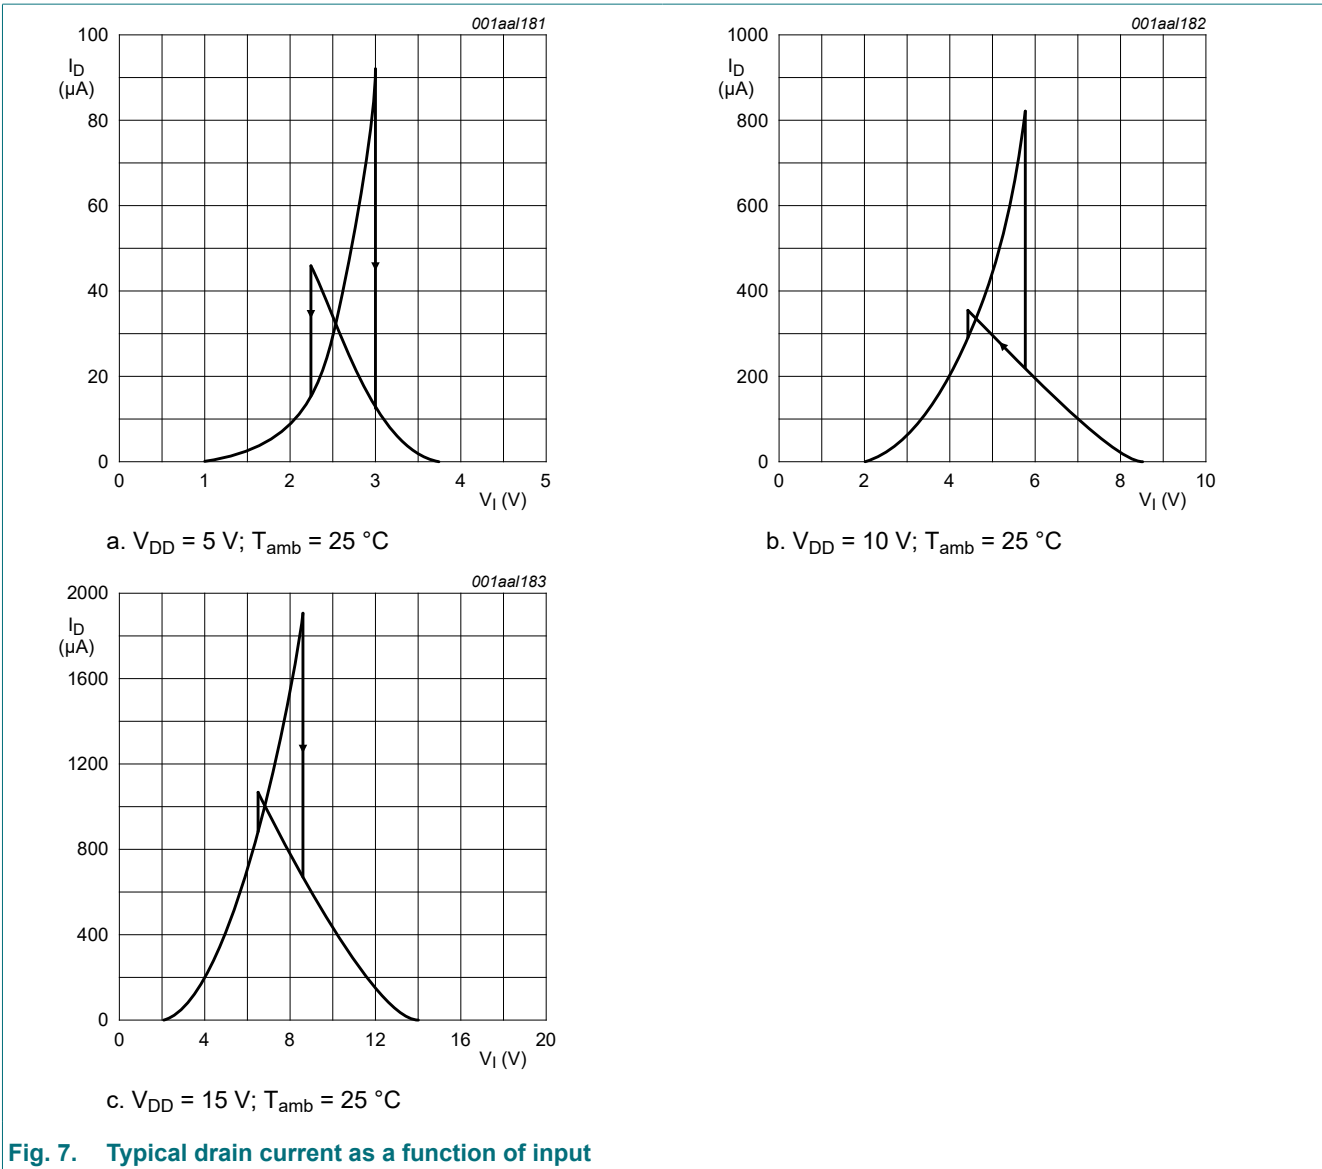 001aal181
100
I_D
(µA)
80
60
40
20
0
0 1 2 3 4 5
V_I (V)
a. V_DD = 5 V; T_amb = 25 °C
001aal182
1000
I_D
(µA)
800
600
400
200
0
0 2 4 6 8 10
V_I (V)
b. V_DD = 10 V; T_amb = 25 °C
001aal183
2000
I_D
(µA)
1600
1200
800
400
0
0 4 8 12 16 20
V_I (V)
c. V_DD = 15 V; T_amb = 25 °C
Fig. 7. Typical drain current as a function of input